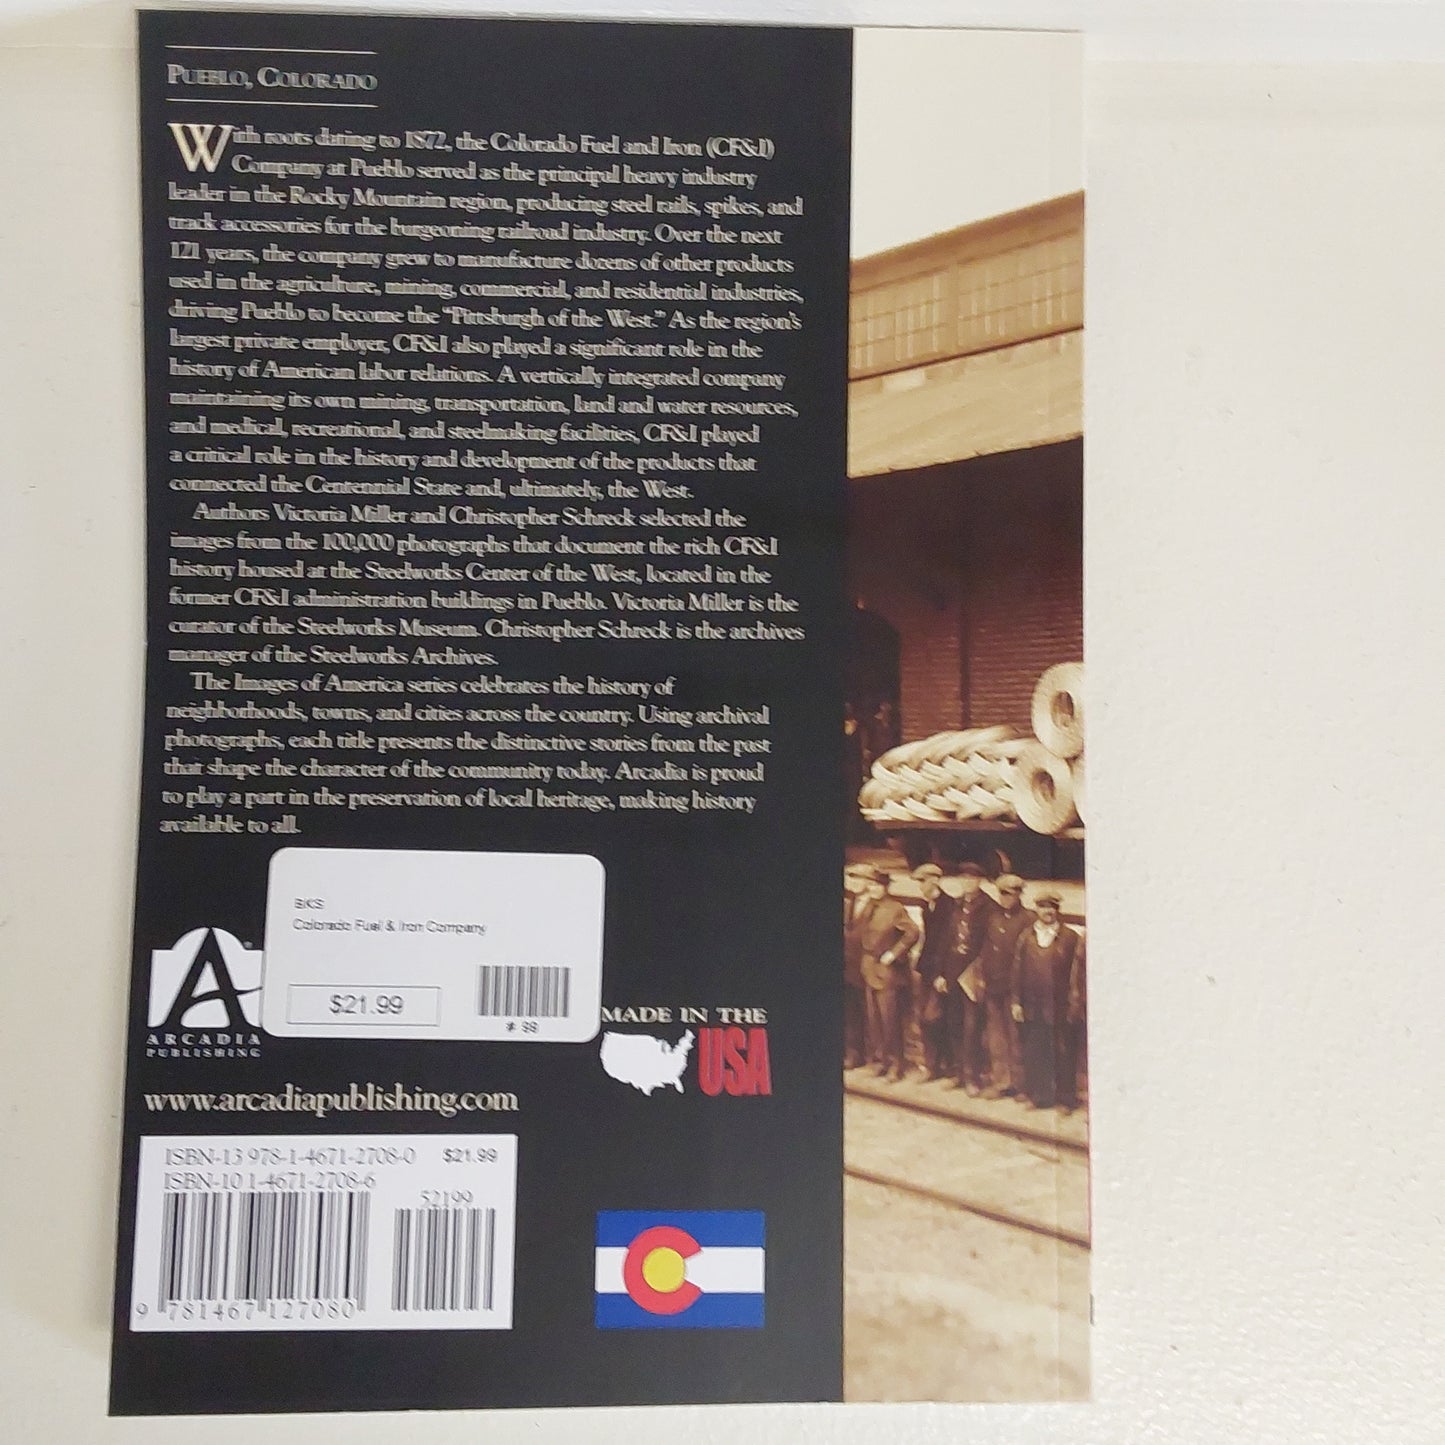 PUEBLO, COLORADO
With roots dating to 1872, the Colorado Fuel and Iron (CF&I)
Company at Pueblo served as the principal heavy industry
leader in the Rocky Mountain region, producing steel rails, spikes, and
track accessories for the burgeoning railroad industry. Over the next
121 years, the company grew to manufacture dozens of other products
used in the agriculture, mining, commercial, and residential industries,
driving Pueblo to become the “Pittsburgh of the West.” As the region’s
largest private employer, CF&I also played a significant role in the
history of American labor relations. A vertically integrated company
maintaining its own mining, transportation, land and water resources,
and medical, recreational, and steelmaking facilities, CF&I played
a critical role in the history and development of the products that
connected the Centennial State and, ultimately, the West.
Authors Victoria Miller and Christopher Schreck selected the
images from the 100,000 photographs that document the rich CF&I
history housed at the Steelworks Center of the West, located in the
former CF&I administration buildings in Pueblo. Victoria Miller is the
curator of the Steelworks Museum. Christopher Schreck is the archives
manager of the Steelworks Archives.
The Images of America series celebrates the history of
neighborhoods, towns, and cities across the country. Using archival
photographs, each title presents the distinctive stories from the past
that shape the character of the community today. Arcadia is proud
to play a part in the preservation of local heritage, making history
available to all.
BKS
Colorado Fuel & Iron Company
$21.99
# 98
A
ARCADIA
PUBLISHING
MADE IN THE
USA
www.arcadiapublishing.com
ISBN-13 978-1-4671-2708-0 $21.99
ISBN-10 1-4671-2708-6
52199
9 781467 127080